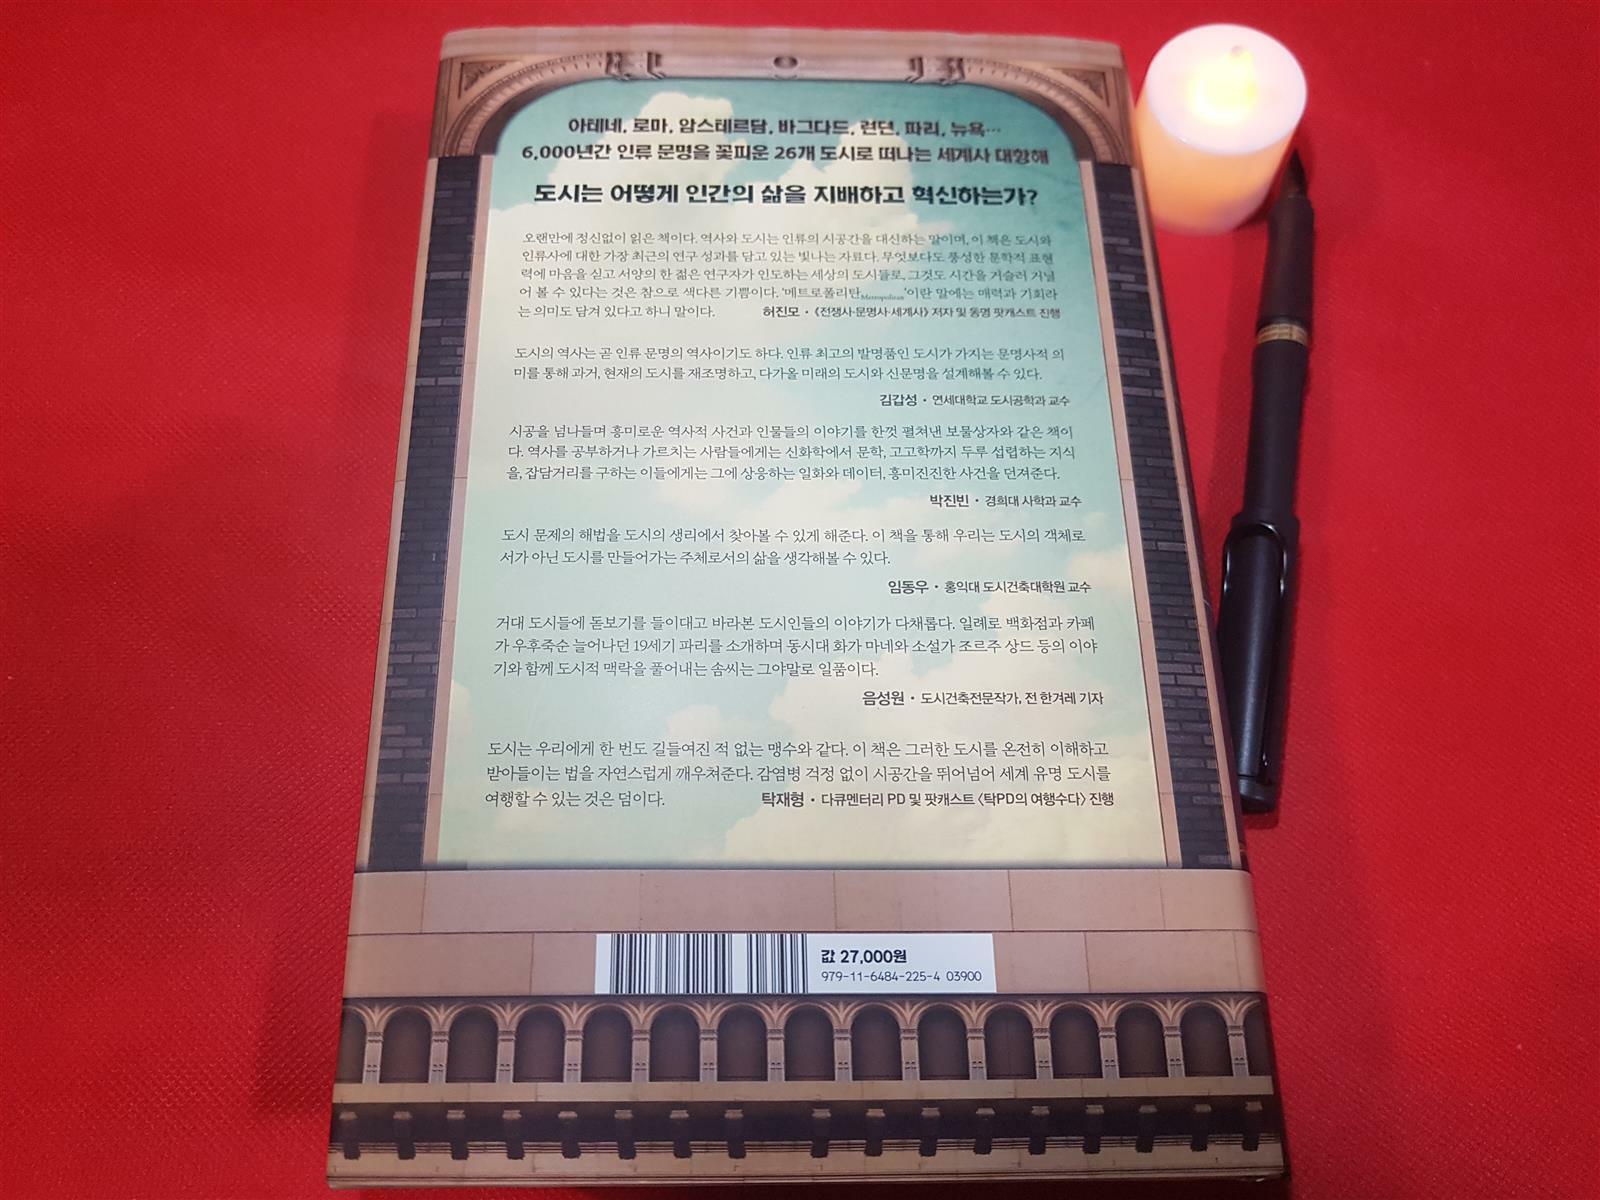 아테네, 로마, 암스테르담, 바그다드, 런던, 파리, 뉴욕…
6,000년간 인류 문명을 꽃피운 26개 도시로 떠나는 세계사 대항해
도시는 어떻게 인간의 삶을 지배하고 혁신하는가?
오랜만에 정신없이 읽은 책이다. 역사와 도시는 인류의 시공간을 대신하는 말이며, 이 책은 도시와
인류사에 대한 가장 최근의 연구 성과를 담고 있는 빛나는 자료다. 무엇보다도 풍성한 문학적 표현
력에 마음을 싣고 서양의 한 젊은 연구자가 인도하는 세상의 도시들로, 그것도 시간을 거슬러 거닐
어 볼 수 있다는 것은 참으로 색다른 기쁨이다. '메트로폴리탄Metropolitan'이란 말에는 매력과 기회라
는 의미도 담겨 있다고 하니 말이다. 허진모 · 《전쟁사·문명사·세계사》 저자 및 동명 팟캐스트 진행
도시의 역사는 곧 인류 문명의 역사이기도 하다. 인류 최고의 발명품인 도시가 가지는 문명사적 의
미를 통해 과거, 현재의 도시를 재조명하고, 다가올 미래의 도시와 신문명을 설계해볼 수 있다.
김갑성 · 연세대학교 도시공학과 교수
시공을 넘나들며 흥미로운 역사적 사건과 인물들의 이야기를 한껏 펼쳐낸 보물상자와 같은 책이
다. 역사를 공부하거나 가르치는 사람들에게는 신화학에서 문학, 고고학까지 두루 섭렵하는 지식
을, 잡담거리를 구하는 이들에게는 그에 상응하는 일화와 데이터, 흥미진진한 사건을 던져준다.
박진빈 · 경희대 사학과 교수
도시 문제의 해법을 도시의 생리에서 찾아볼 수 있게 해준다. 이 책을 통해 우리는 도시의 객체로
서가 아닌 도시를 만들어가는 주체로서의 삶을 생각해볼 수 있다.
임동우 · 홍익대 도시건축대학원 교수
거대 도시들에 돋보기를 들이대고 바라본 도시인들의 이야기가 다채롭다. 일례로 백화점과 카페
가 우후죽순 늘어나던 19세기 파리를 소개하며 동시대 화가 마네와 소설가 조르주 상드 등의 이야
기와 함께 도시적 맥락을 풀어내는 솜씨는 그야말로 일품이다.
음성원 · 도시건축전문작가, 전 한겨레 기자
도시는 우리에게 한 번도 길들여진 적 없는 맹수와 같다. 이 책은 그러한 도시를 온전히 이해하고
받아들이는 법을 자연스럽게 깨우쳐준다. 감염병 걱정 없이 시공간을 뛰어넘어 세계 유명 도시를
여행할 수 있는 것은 덤이다. 탁재형 · 다큐멘터리 PD 및 팟캐스트 〈탁PD의 여행수다〉 진행
값 27,000원
979-11-6484-225-4 03900